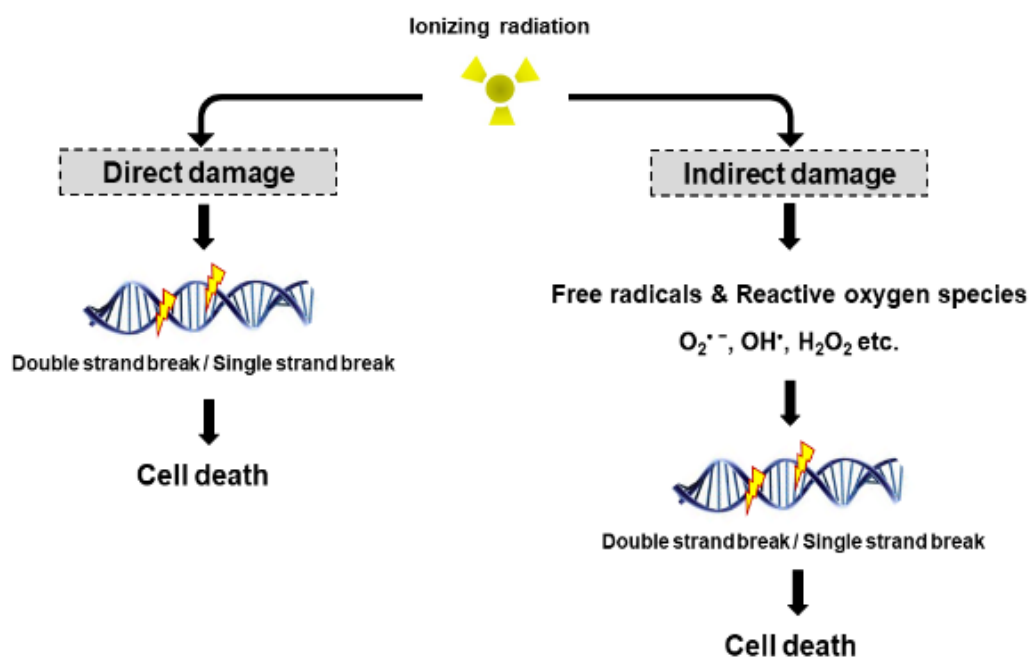 Ionizing radiation
Direct damage
Indirect damage
Double strand break / Single strand break
Cell death
Free radicals & Reactive oxygen species
O₂•⁻, OH•, H₂O₂ etc.
Double strand break / Single strand break
Cell death